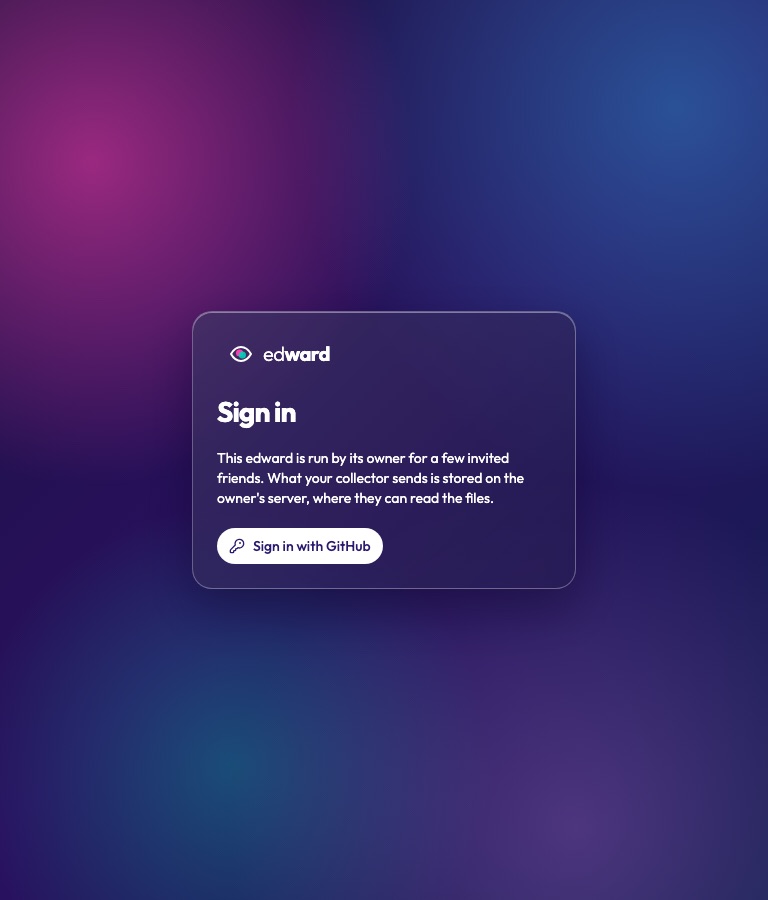 edward
Sign in
This edward is run by its owner for a few invited
friends. What your collector sends is stored on the
owner's server, where they can read the files.
Sign in with GitHub